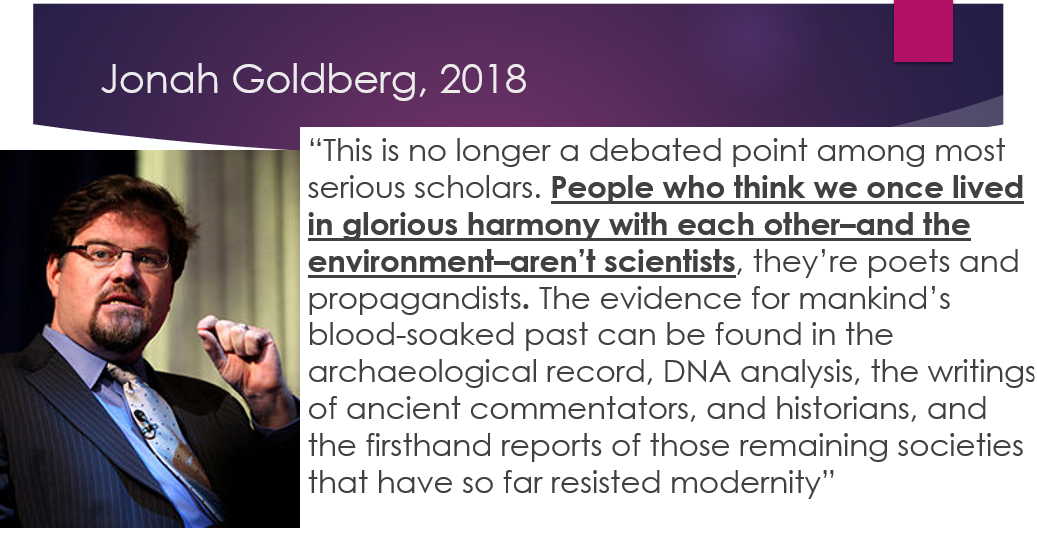 Jonah Goldberg, 2018
“This is no longer a debated point among most
serious scholars. People who think we once lived
in glorious harmony with each other–and the
environment–aren’t scientists, they’re poets and
propagandists. The evidence for mankind’s
blood-soaked past can be found in the
archaeological record, DNA analysis, the writings
of ancient commentators, and historians, and
the firsthand reports of those remaining societies
that have so far resisted modernity”